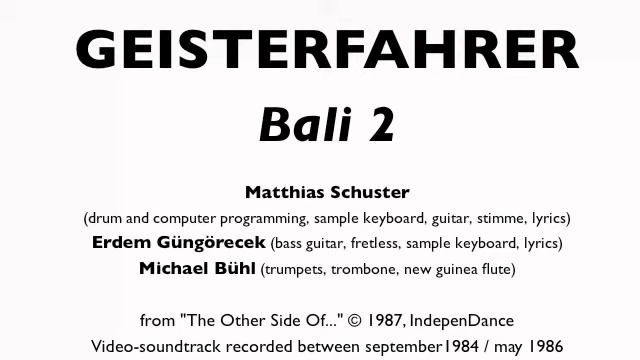 GEISTERFAHRER
Bali 2
Matthias Schuster
(drum and computer programming, sample keyboard, guitar, stimme, lyrics)
Erdem Güngörecek (bass guitar, fretless, sample keyboard, lyrics)
Michael Bühl (trumpets, trombone, new guinea flute)
from "The Other Side Of..." © 1987, IndepenDance
Video-soundtrack recorded between september1984 / may 1986